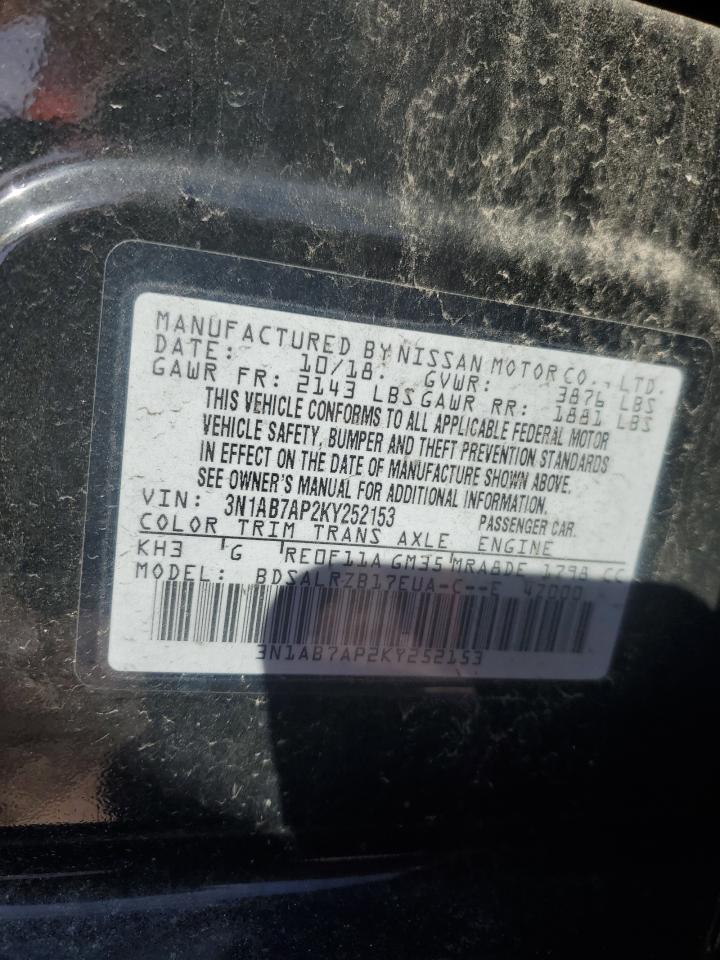 MANUFACTURED BY NISSAN MOTOR CO., LTD.
DATE: 10/18. GVWR: 3876 LBS
GAWR FR: 2143 LBS GAWR RR: 1881 LBS
THIS VEHICLE CONFORMS TO ALL APPLICABLE FEDERAL MOTOR
VEHICLE SAFETY, BUMPER AND THEFT PREVENTION STANDARDS
IN EFFECT ON THE DATE OF MANUFACTURE SHOWN ABOVE.
SEE OWNER'S MANUAL FOR ADDITIONAL INFORMATION.
VIN: 3N1AB7AP2KY252153 PASSENGER CAR.
COLOR TRIM TRANS AXLE ENGINE
KH3 'G 'RE0F11A GM35'MRA8DE 1798 CC
MODEL: BDSALRZB17EUA-C--E 47000
3N1AB7AP2KY252153